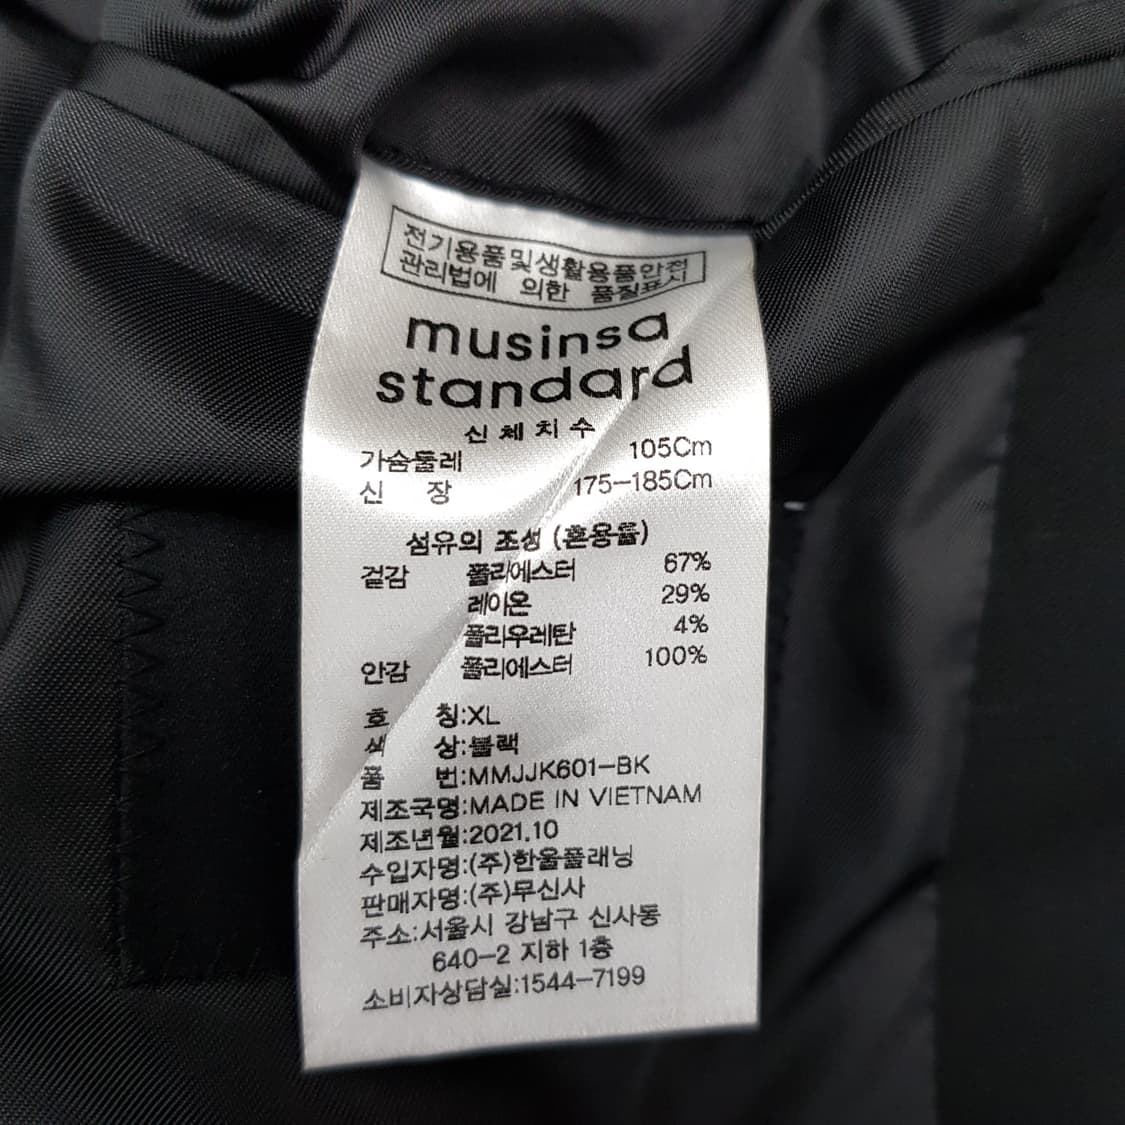 전기용품및생활용품안전
관리법에 의한 품질표시
musinsa
standard
신체치수
가슴둘레 105Cm
신 장 175-185Cm
섬유의 조성 (혼용율)
겉감 폴리에스터 67%
레이온 29%
폴리우레탄 4%
안감 폴리에스터 100%
호 칭:XL
색 상:블랙
품 번:MMJJK601-BK
제조국명:MADE IN VIETNAM
제조년월:2021.10
수입자명:(주)한울플래닝
판매자명:(주)무신사
주소:서울시 강남구 신사동
640-2 지하 1층
소비자상담실:1544-7199